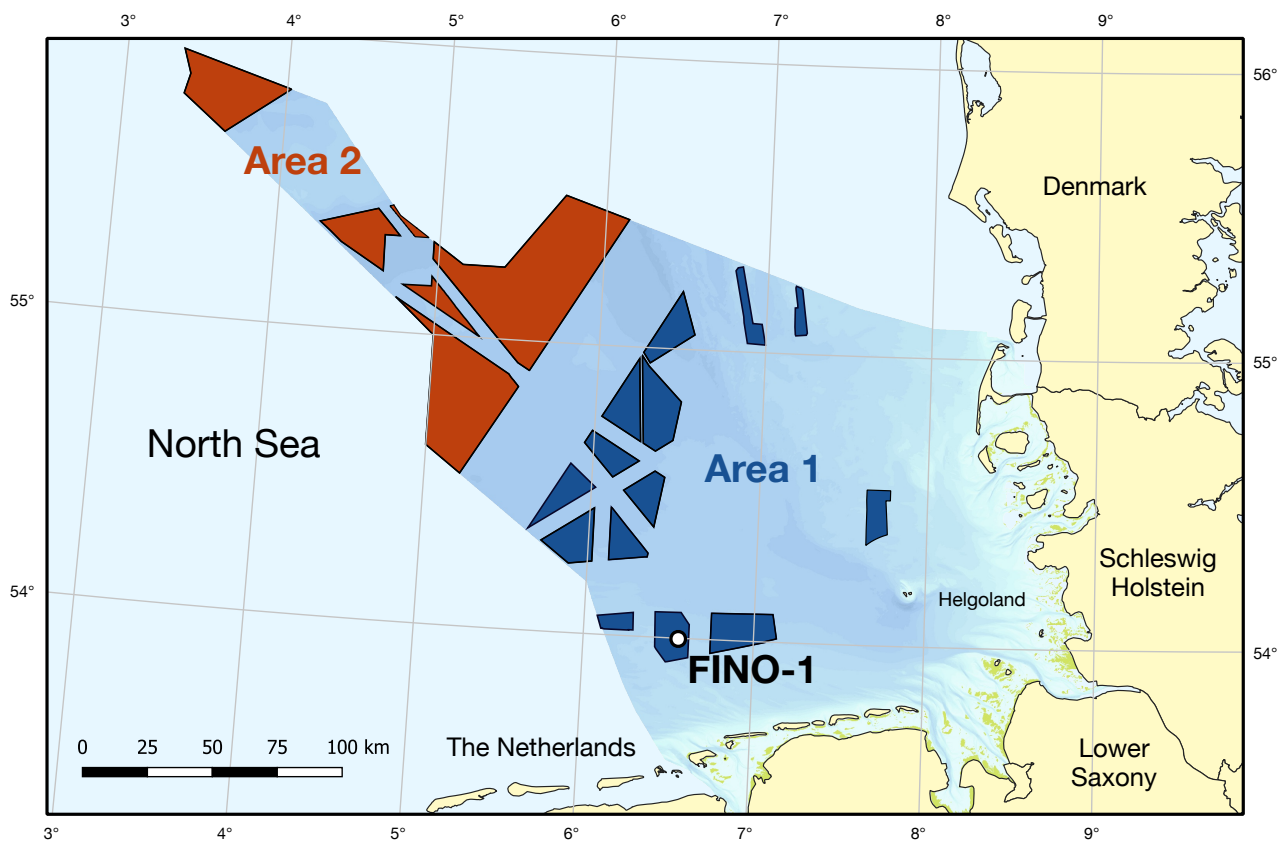 3° 4° 5° 6° 7° 8° 9°
56°
Area 2
Denmark
55°
55°
North Sea
Area 1
Schleswig
Holstein
54°
Helgoland
54°
FINO-1
0 25 50 75 100 km
The Netherlands
Lower
Saxony
3° 4° 5° 6° 7° 8° 9°